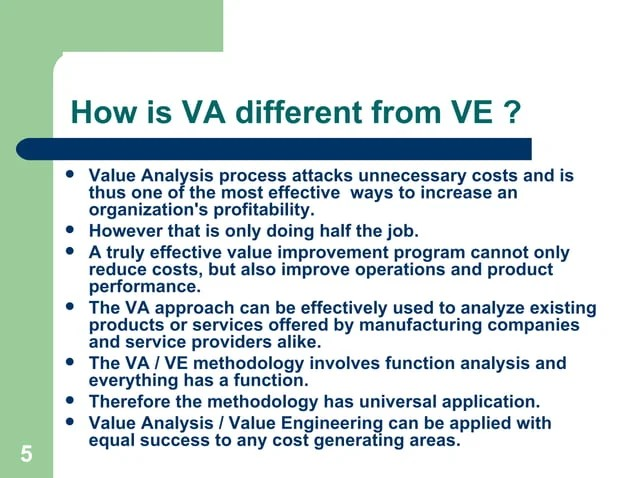 How is VA different from VE ?
• Value Analysis process attacks unnecessary costs and is
thus one of the most effective ways to increase an
organization's profitability.
• However that is only doing half the job.
• A truly effective value improvement program cannot only
reduce costs, but also improve operations and product
performance.
• The VA approach can be effectively used to analyze existing
products or services offered by manufacturing companies
and service providers alike.
• The VA / VE methodology involves function analysis and
everything has a function.
• Therefore the methodology has universal application.
• Value Analysis / Value Engineering can be applied with
equal success to any cost generating areas.
5